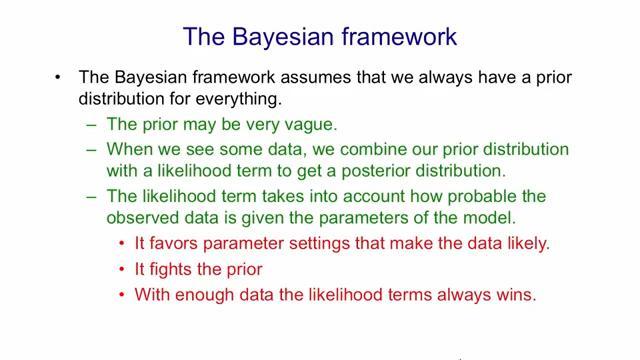 The Bayesian framework
• The Bayesian framework assumes that we always have a prior
distribution for everything.
– The prior may be very vague.
– When we see some data, we combine our prior distribution
with a likelihood term to get a posterior distribution.
– The likelihood term takes into account how probable the
observed data is given the parameters of the model.
• It favors parameter settings that make the data likely.
• It fights the prior
• With enough data the likelihood terms always wins.